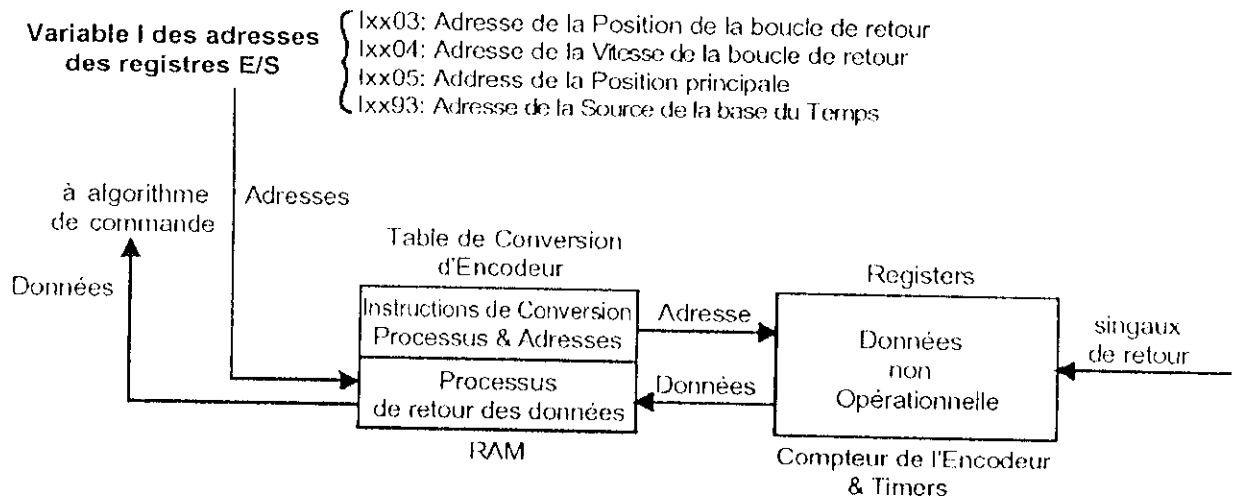 Variable I des adresses
des registres E/S
Ixx03: Adresse de la Position de la boucle de retour
Ixx04: Adresse de la Vitesse de la boucle de retour
Ixx05: Address de la Position principale
Ixx93: Adresse de la Source de la base du Temps
à algorithme
de commande
Adresses
Données
Table de Conversion
d'Encodeur
Instructions de Conversion
Processus & Adresses
Processus
de retour des données
RAM
Adresse
Données
Registers
Données
non
Opérationnelle
Compteur de l'Encodeur
& Timers
singaux
de retour